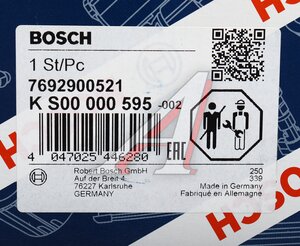 BOSCH
1 St/Pc
7692900521
K S00 000 595 -002
4 047025 446280
EAC
BOSCH
Robert Bosch GmbH
Auf der Breit 4
76227 Karlsruhe
GERMANY
250
339
Made in Germany
Fabriqué en Allemagne